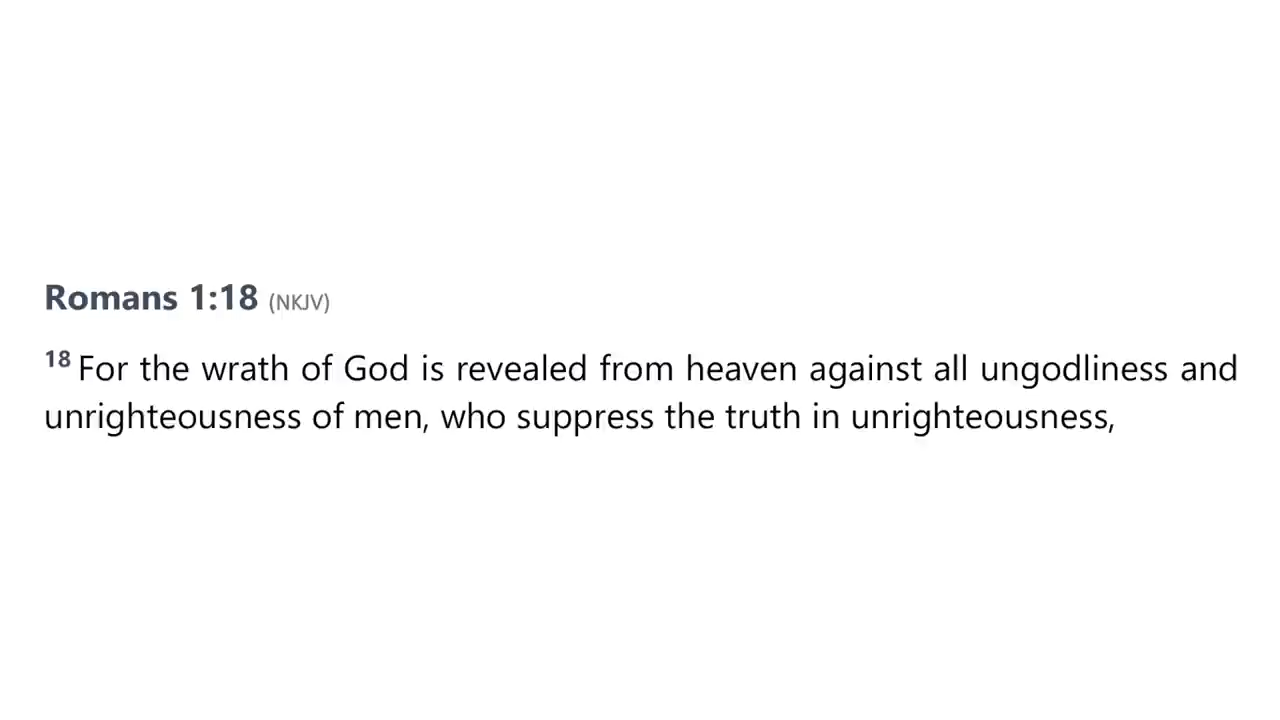 Romans 1:18 (NKJV)
18 For the wrath of God is revealed from heaven against all ungodliness and
unrighteousness of men, who suppress the truth in unrighteousness,